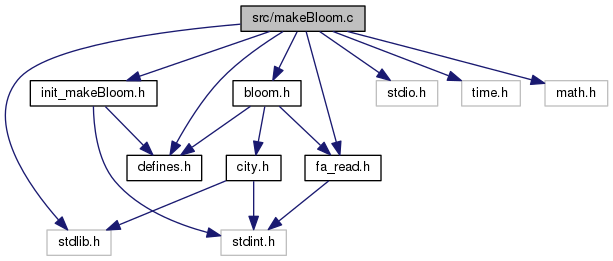 src/makeBloom.c
init_makeBloom.h
bloom.h
stdio.h
time.h
math.h
defines.h
city.h
fa_read.h
stdlib.h
stdint.h